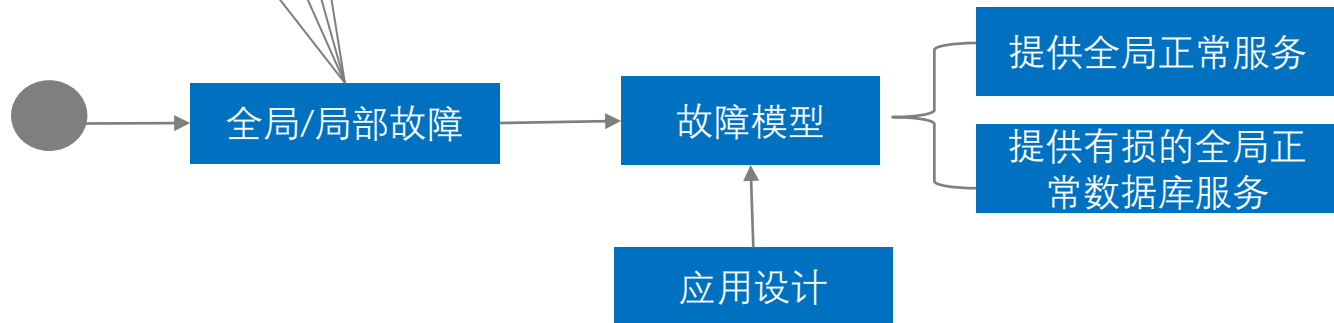 提供全局正常服务
全局/局部故障
故障模型
提供有损的全局正
常数据库服务
应用设计